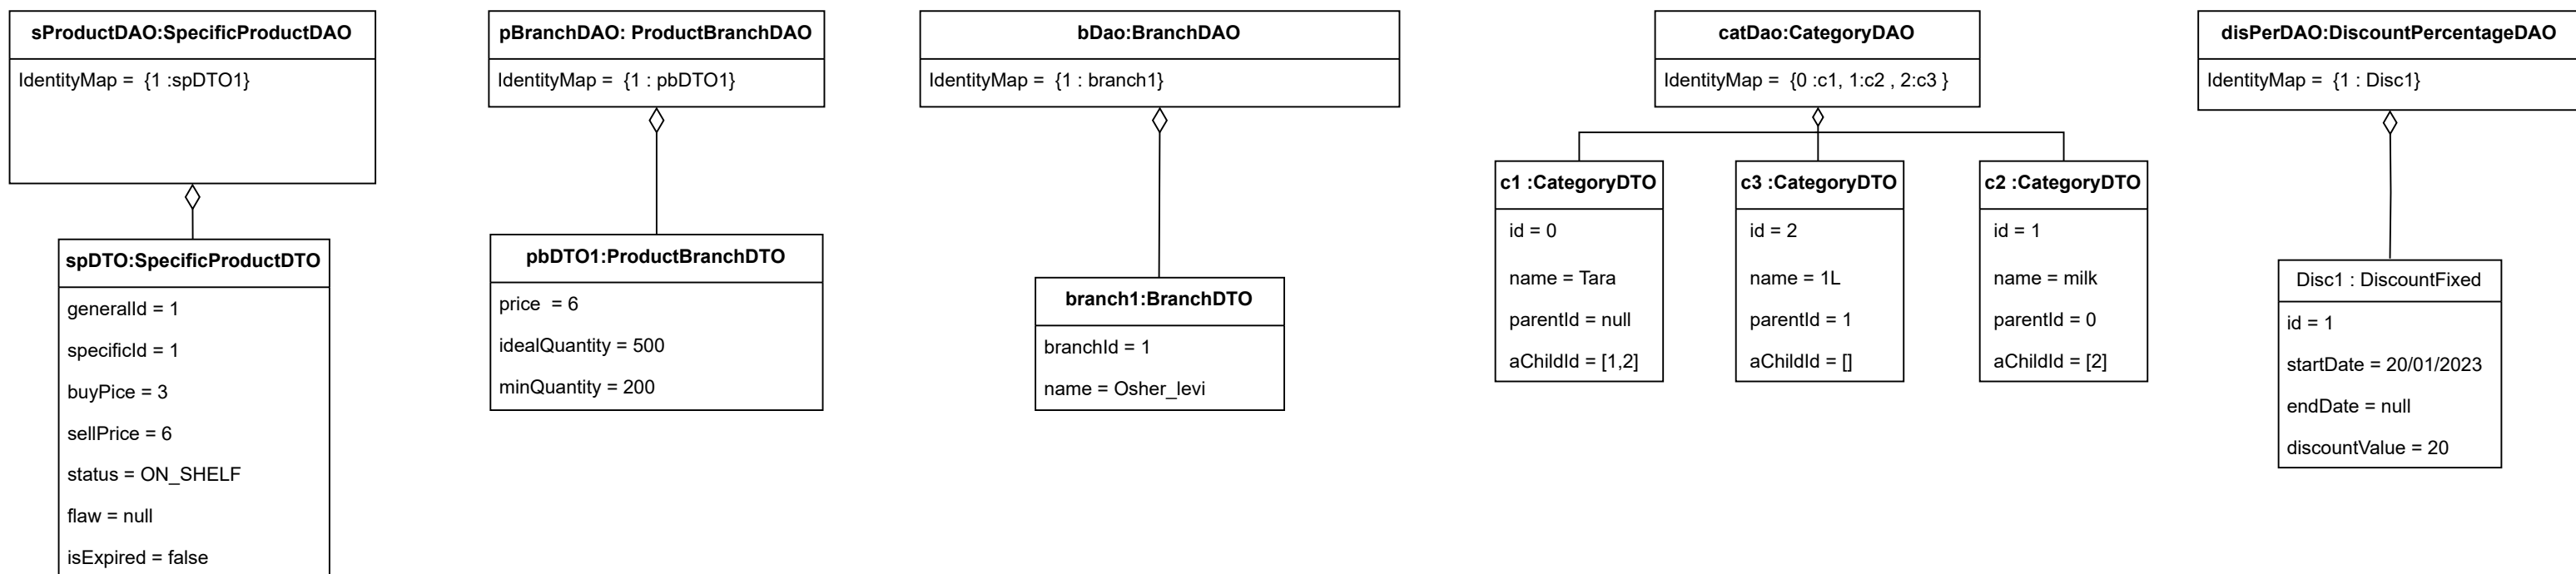 sProductDAO:SpecificProductDAO
IdentityMap =  {1 :spDTO1}
spDTO:SpecificProductDTO
generalId = 1
specificId = 1
buyPice = 3
sellPrice = 6
status = ON_SHELF
flaw = null
isExpired = false
pBranchDAO: ProductBranchDAO
IdentityMap =  {1 : pbDTO1}
pbDTO1:ProductBranchDTO
price  = 6
idealQuantity = 500
minQuantity = 200
bDao:BranchDAO
IdentityMap =  {1 : branch1}
branch1:BranchDTO
branchId = 1
name = Osher_levi
catDao:CategoryDAO
IdentityMap =  {0 :c1, 1:c2 , 2:c3 }
c1 :CategoryDTO
id = 0
name = Tara
parentId = null
aChildId = [1,2]
c3 :CategoryDTO
id = 2
name = 1L
parentId = 1
aChildId = []
c2 :CategoryDTO
id = 1
name = milk
parentId = 0
aChildId = [2]
disPerDAO:DiscountPercentageDAO
IdentityMap =  {1 : Disc1}
Disc1 : DiscountFixed
id = 1
startDate = 20/01/2023
endDate = null
discountValue = 20